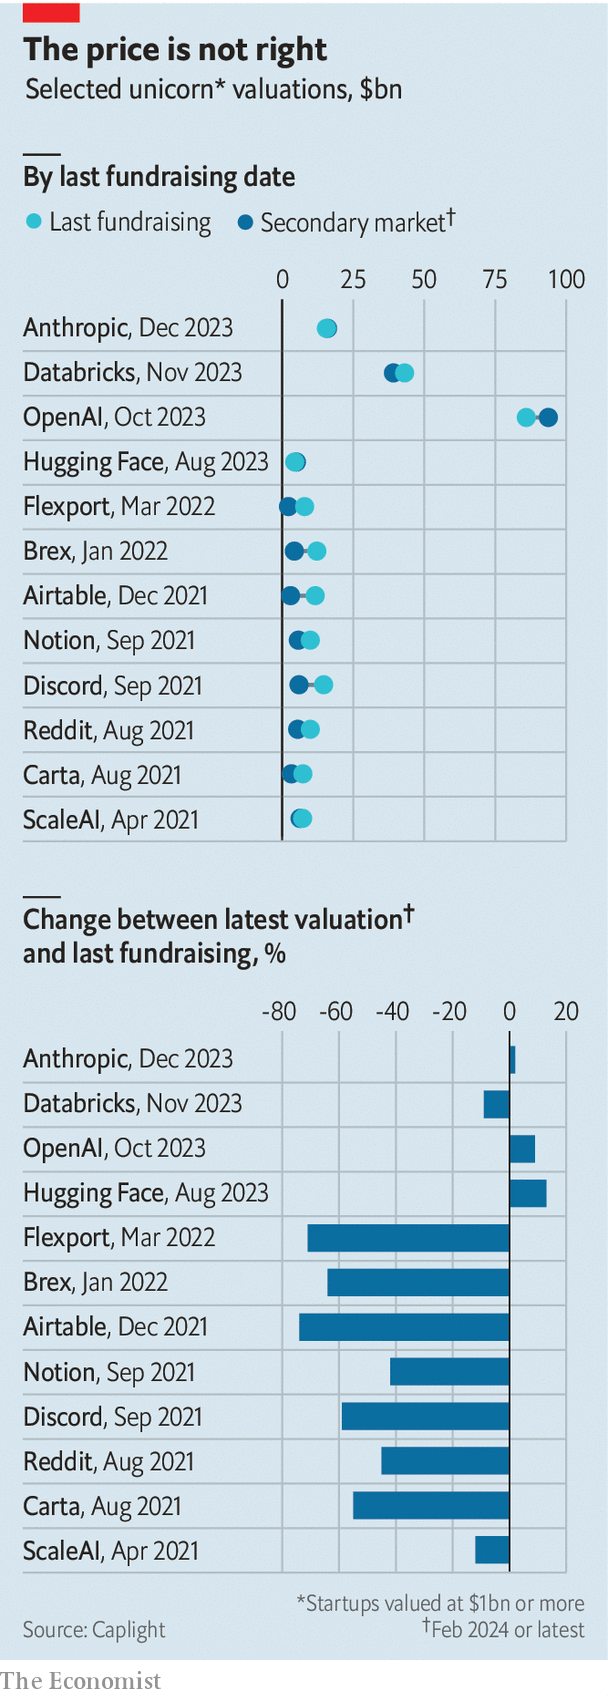 The price is not right
Selected unicorn* valuations, $bn
By last fundraising date
Last fundraising
Secondary market†
0 25 50 75 100
Anthropic, Dec 2023
Databricks, Nov 2023
OpenAI, Oct 2023
Hugging Face, Aug 2023
Flexport, Mar 2022
Brex, Jan 2022
Airtable, Dec 2021
Notion, Sep 2021
Discord, Sep 2021
Reddit, Aug 2021
Carta, Aug 2021
ScaleAI, Apr 2021
Change between latest valuation†
and last fundraising, %
-80 -60 -40 -20 0 20
Anthropic, Dec 2023
Databricks, Nov 2023
OpenAI, Oct 2023
Hugging Face, Aug 2023
Flexport, Mar 2022
Brex, Jan 2022
Airtable, Dec 2021
Notion, Sep 2021
Discord, Sep 2021
Reddit, Aug 2021
Carta, Aug 2021
ScaleAI, Apr 2021
*Startups valued at $1bn or more
Source: Caplight
†Feb 2024 or latest
The Economist